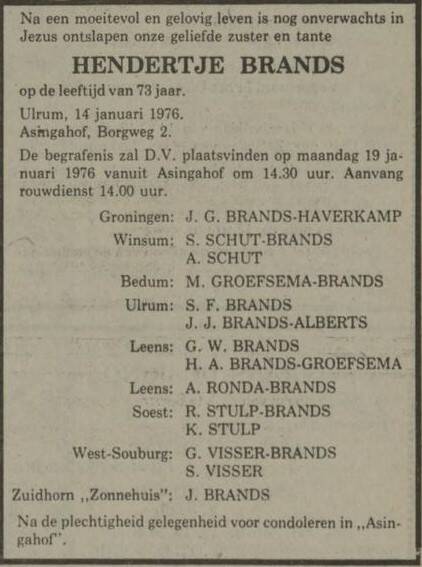 Na een moeitevol en gelovig leven is nog onverwachts in
Jezus ontslapen onze geliefde zuster en tante
HENDERTJE BRANDS
op de leeftijd van 73 jaar.
Ulrum, 14 januari 1976.
Asingahof, Borgweg 2.
De begrafenis zal D.V. plaatsvinden op maandag 19 ja-
nuari 1976 vanuit Asingahof om 14.30 uur. Aanvang
rouwdienst 14.00 uur.
Groningen: J. G. BRANDS-HAVERKAMP
Winsum: S. SCHUT-BRANDS
A. SCHUT
Bedum: M. GROEFSEMA-BRANDS
Ulrum: S. F. BRANDS
J. J. BRANDS-ALBERTS
Leens: G. W. BRANDS
H. A. BRANDS-GROEFSEMA
Leens: A. RONDA-BRANDS
Soest: R. STULP-BRANDS
K. STULP
West-Souburg: G. VISSER-BRANDS
S. VISSER
Zuidhorn ,,Zonnehuis": J. BRANDS
Na de plechtigheid gelegenheid voor condoleren in ,,Asin-
gahof".